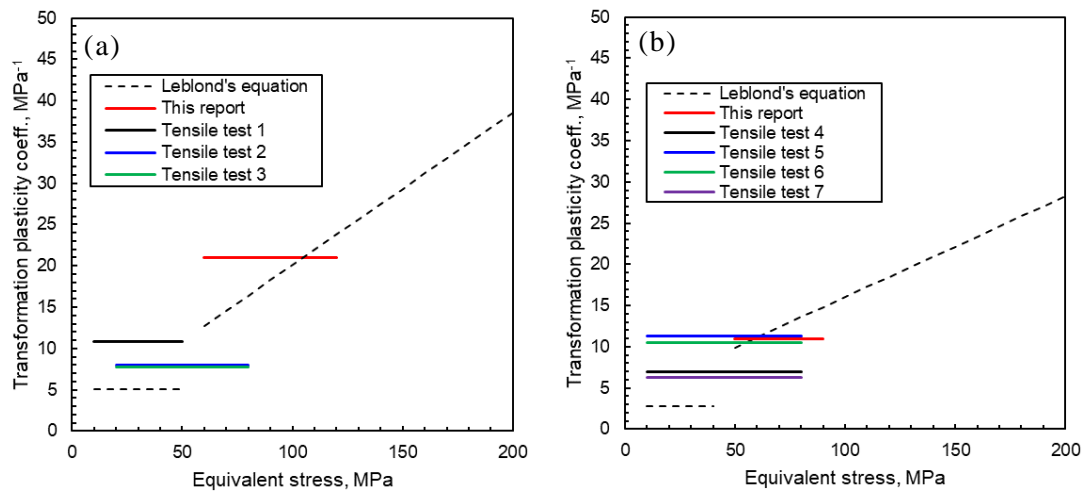 (a)
Transformation plasticity coeff., MPa⁻¹
50
45
40
35
30
25
20
15
10
5
0
Leblond's equation
This report
Tensile test 1
Tensile test 2
Tensile test 3
0 50 100 150 200
Equivalent stress, MPa
(b)
Transformation plasticity coeff., MPa⁻¹
50
45
40
35
30
25
20
15
10
5
0
Leblond's equation
This report
Tensile test 4
Tensile test 5
Tensile test 6
Tensile test 7
0 50 100 150 200
Equivalent stress, MPa